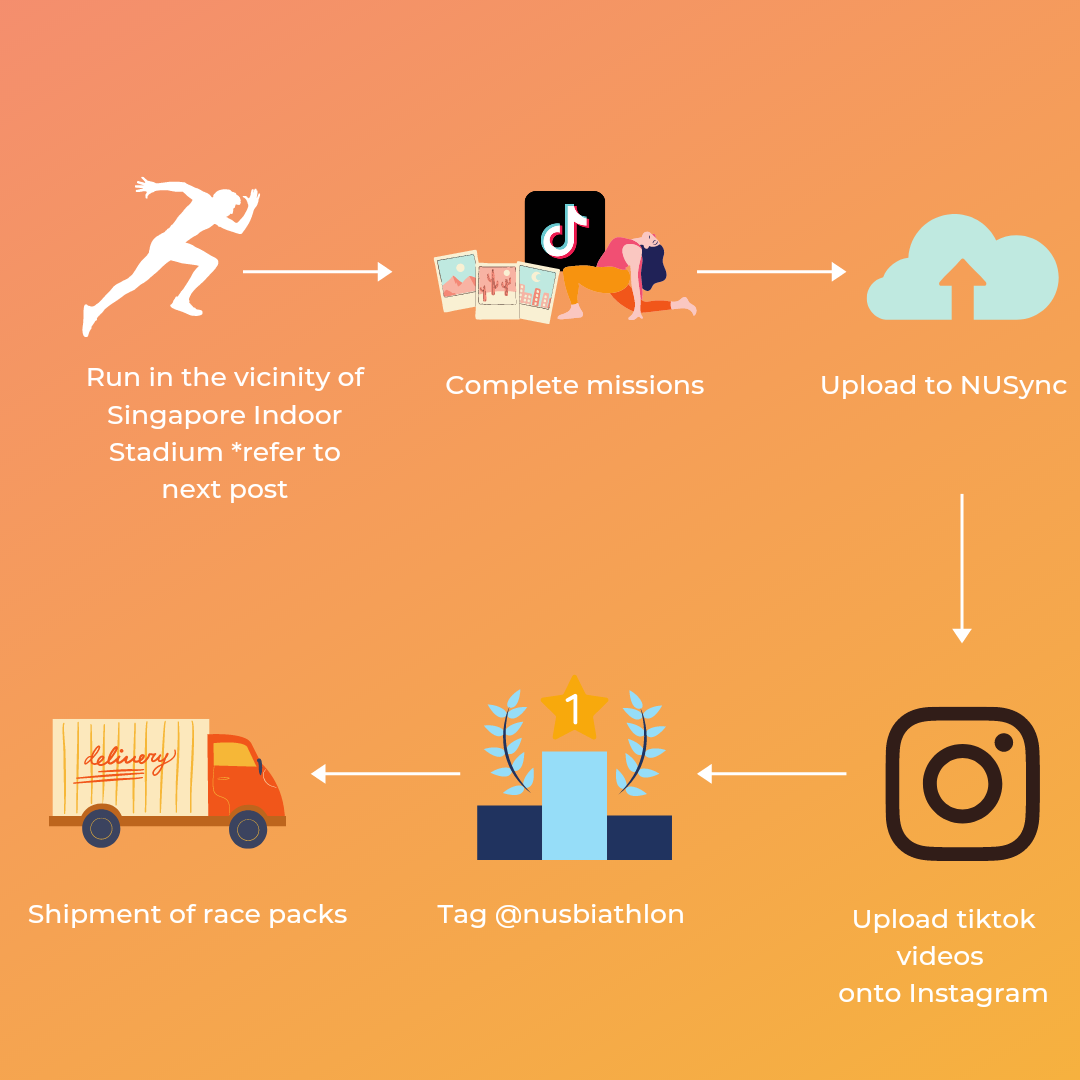 Run in the vicinity of
Singapore Indoor
Stadium *refer to
next post
Complete missions
Upload to NUSync
1
delivery
Shipment of race packs
Tag @nusbiathlon
Upload tiktok
videos
onto Instagram